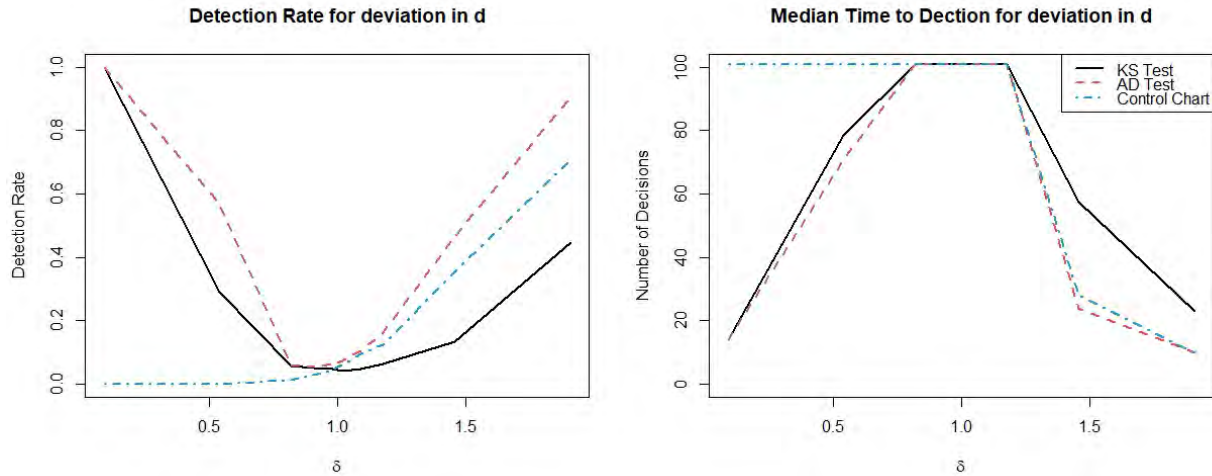 Detection Rate for deviation in d
Detection Rate
1.0
0.8
0.6
0.4
0.2
0.0
0.5
1.0
1.5
δ
Median Time to Dection for deviation in d
Number of Decisions
100
80
60
40
20
0
0.5
1.0
1.5
δ
KS Test
AD Test
Control Chart